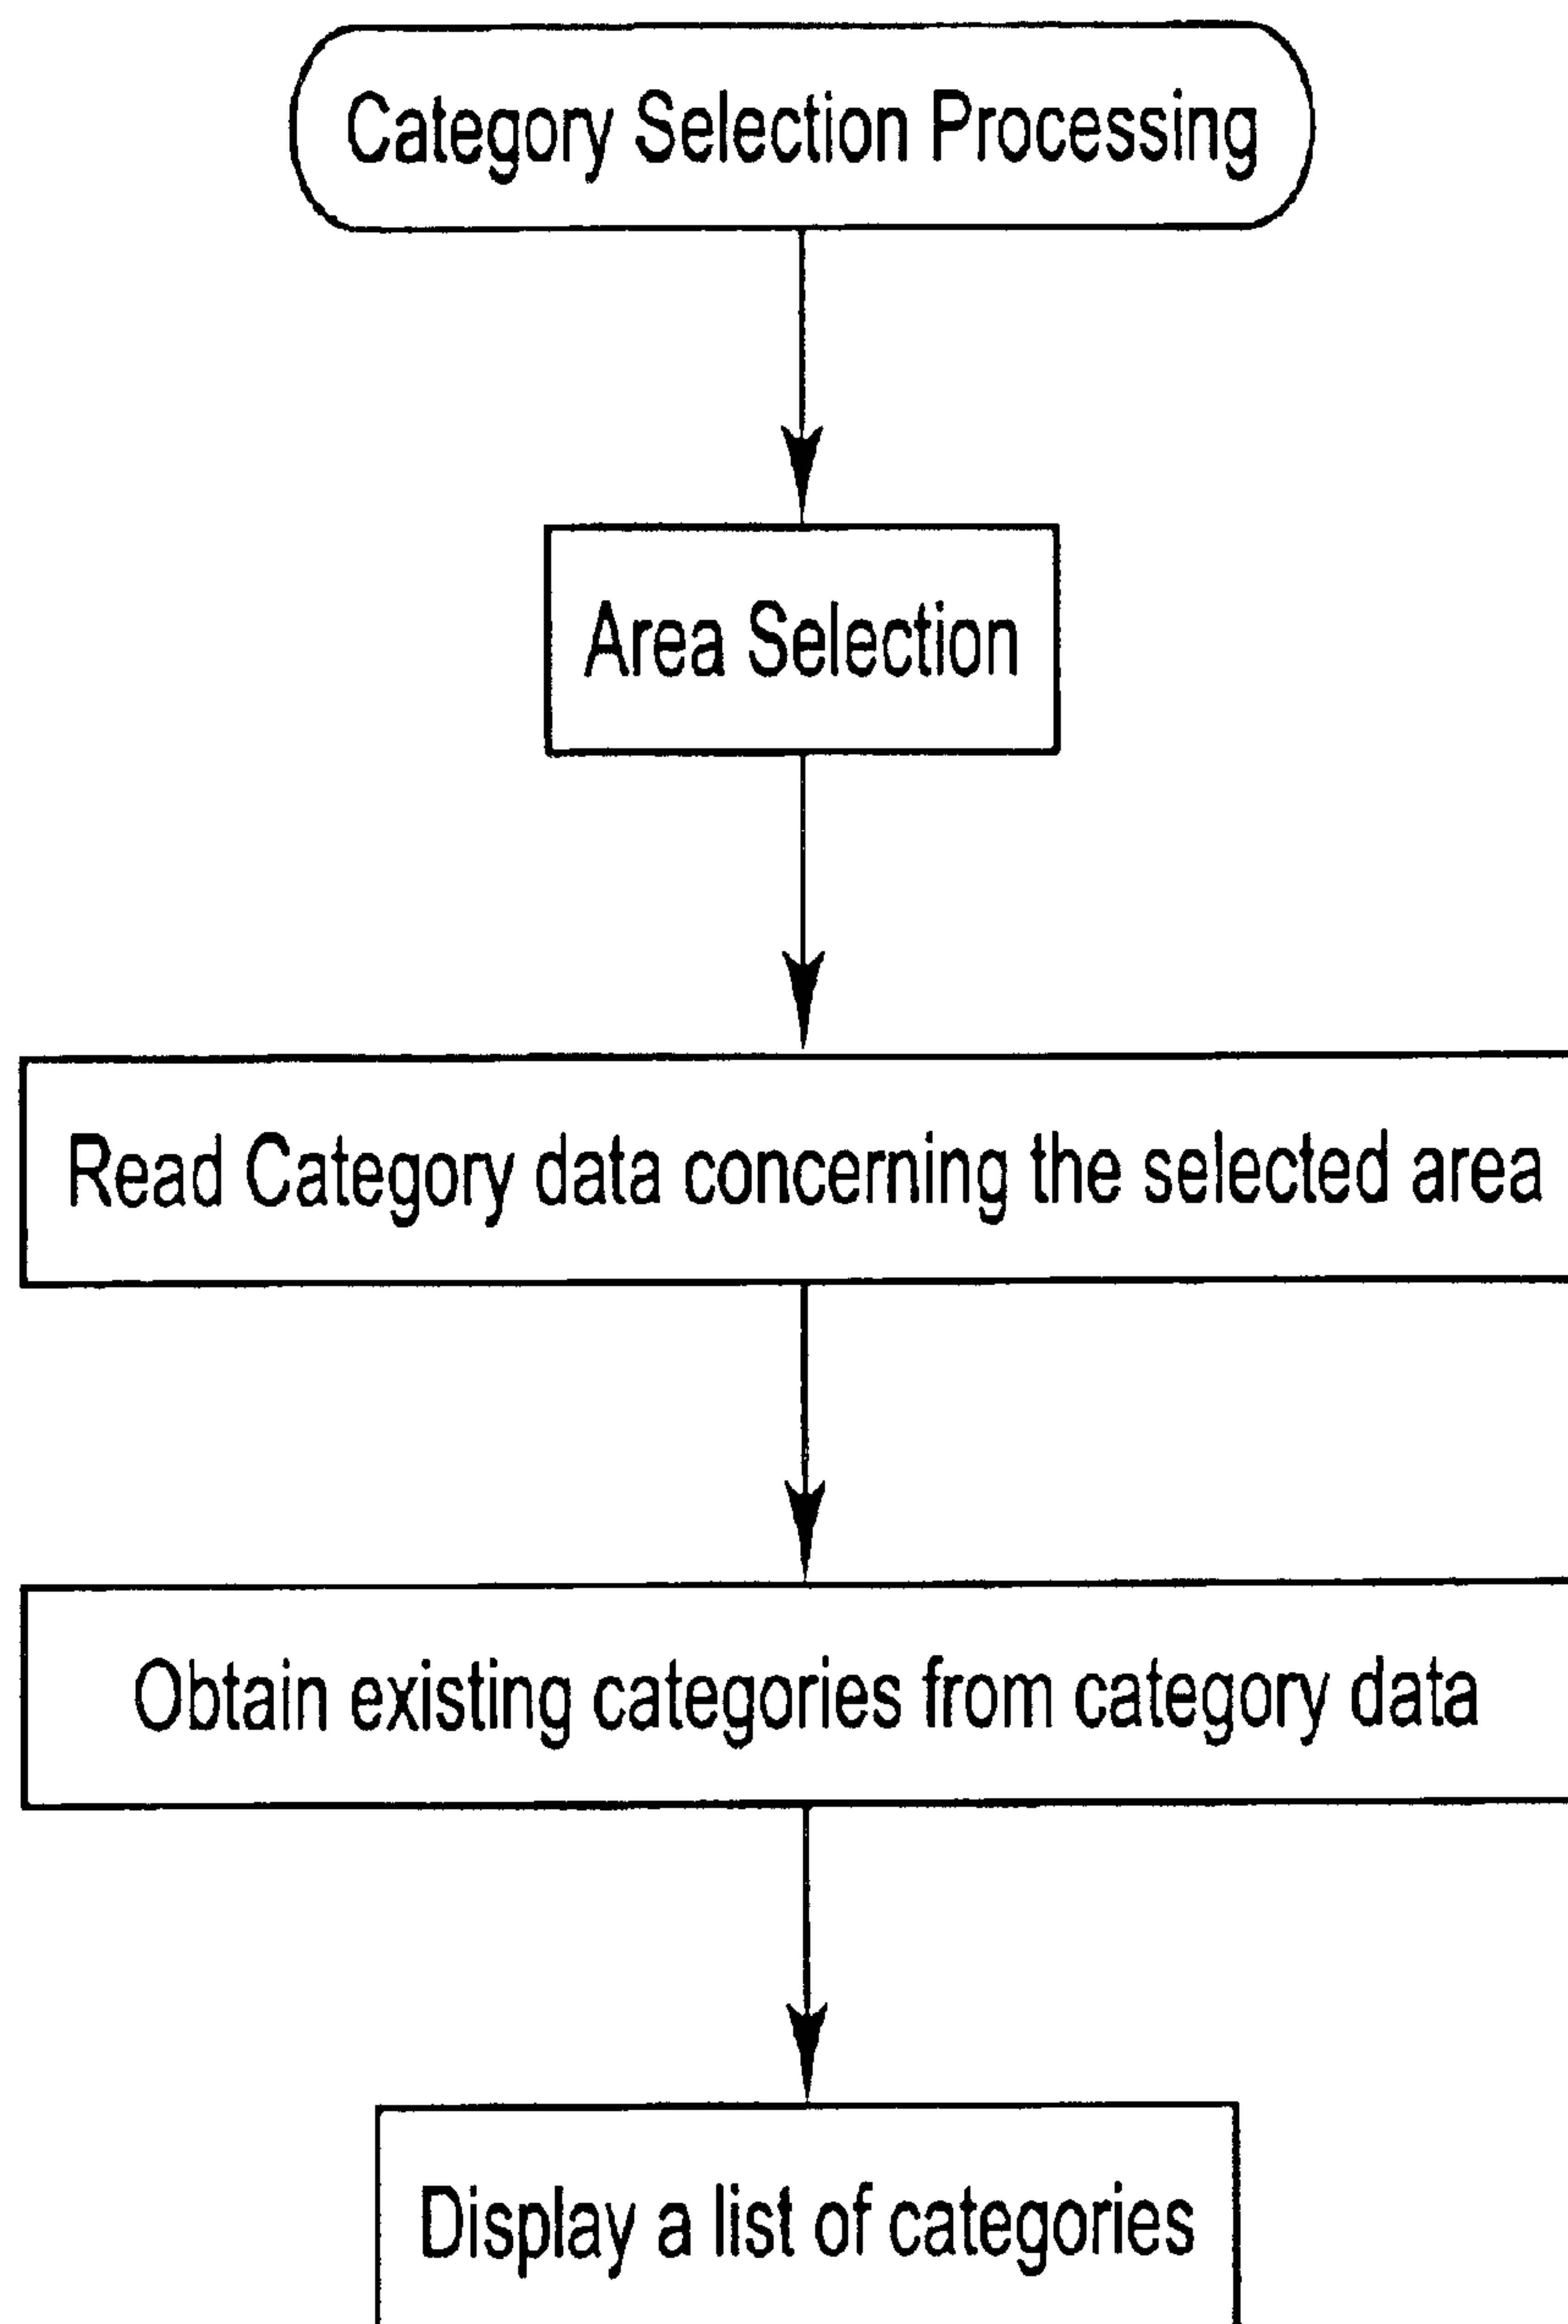 Category Selection Processing
Area Selection
Read Category data concerning the selected area
Obtain existing categories from category data
Display a list of categories